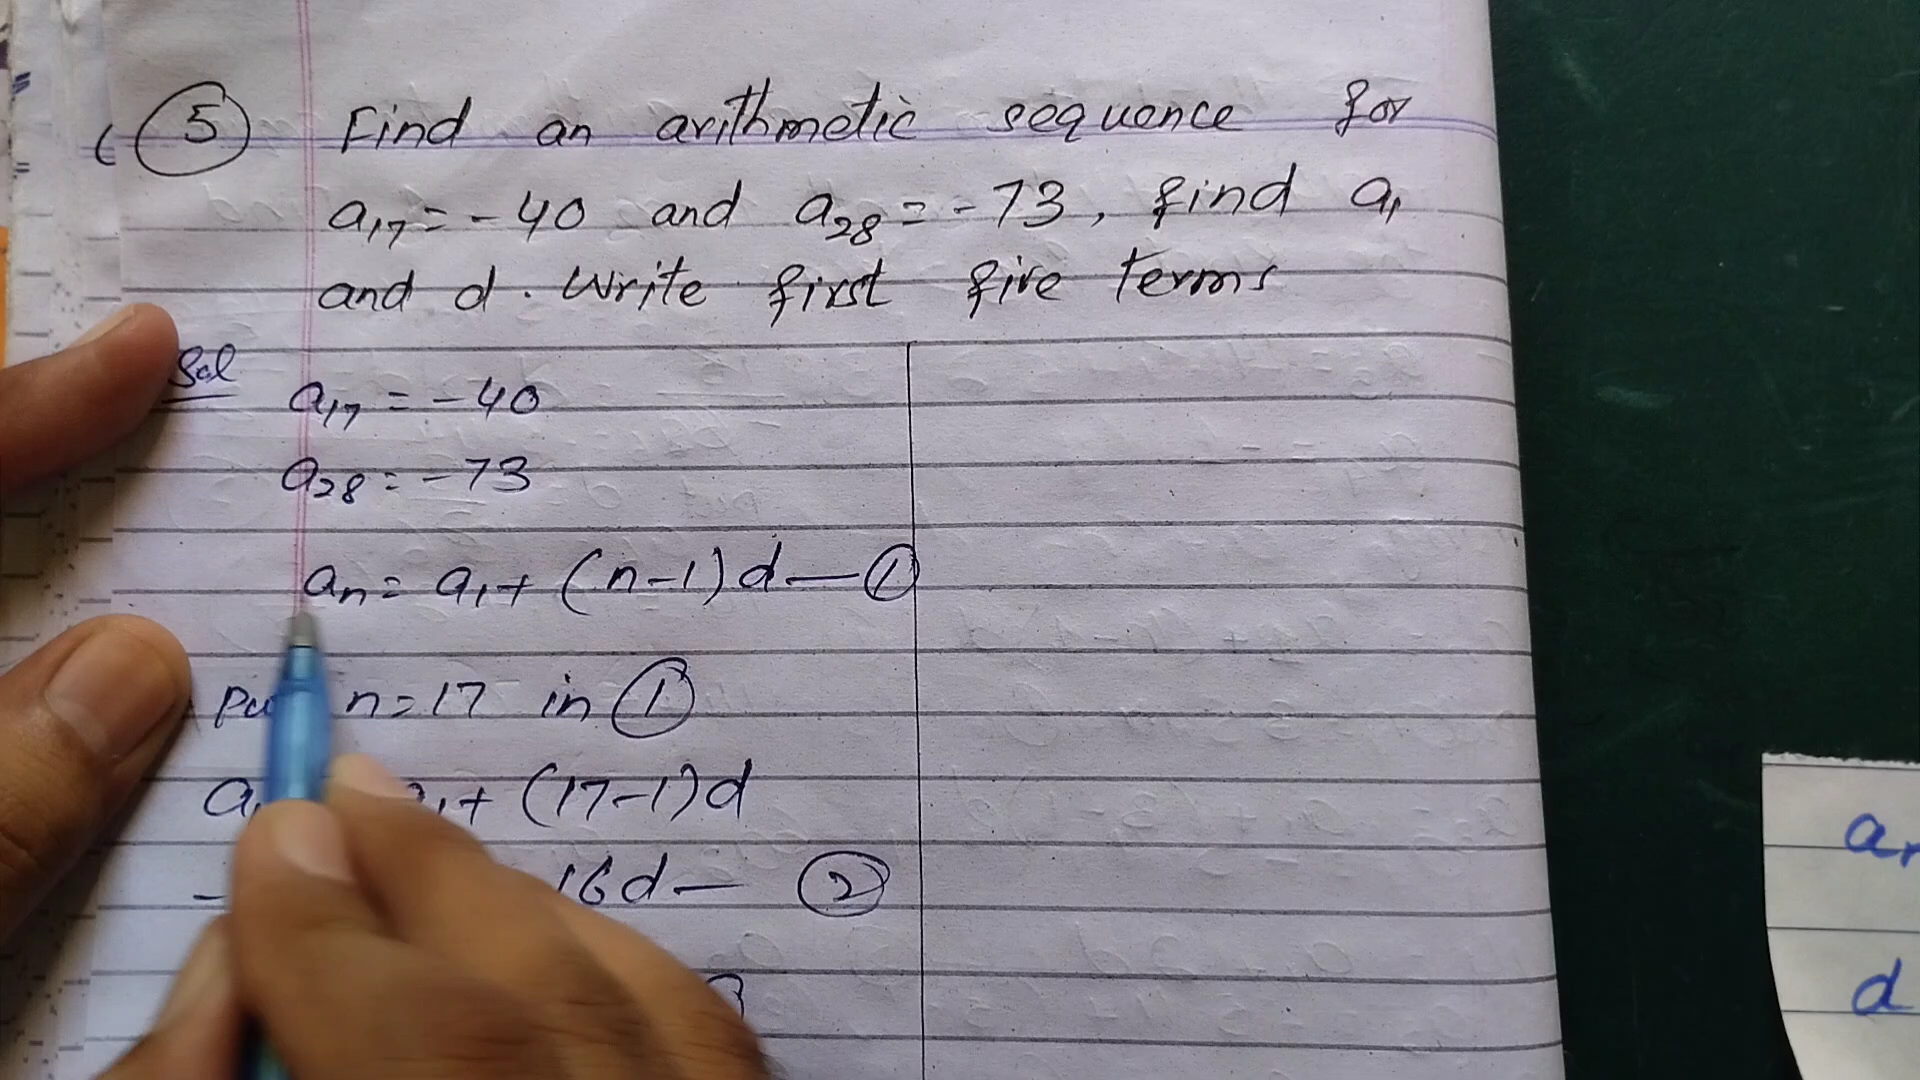 5 Find an arithmetic sequence for
a₁₇ = -40 and a₂₈ = -73, find a₁
and d. Write first five terms
Sol
a₁₇ = -40
a₂₈ = -73
aₙ = a₁ + (n-1)d — ①
n=17 in ①
+ (17-1)d
16d — ②
d